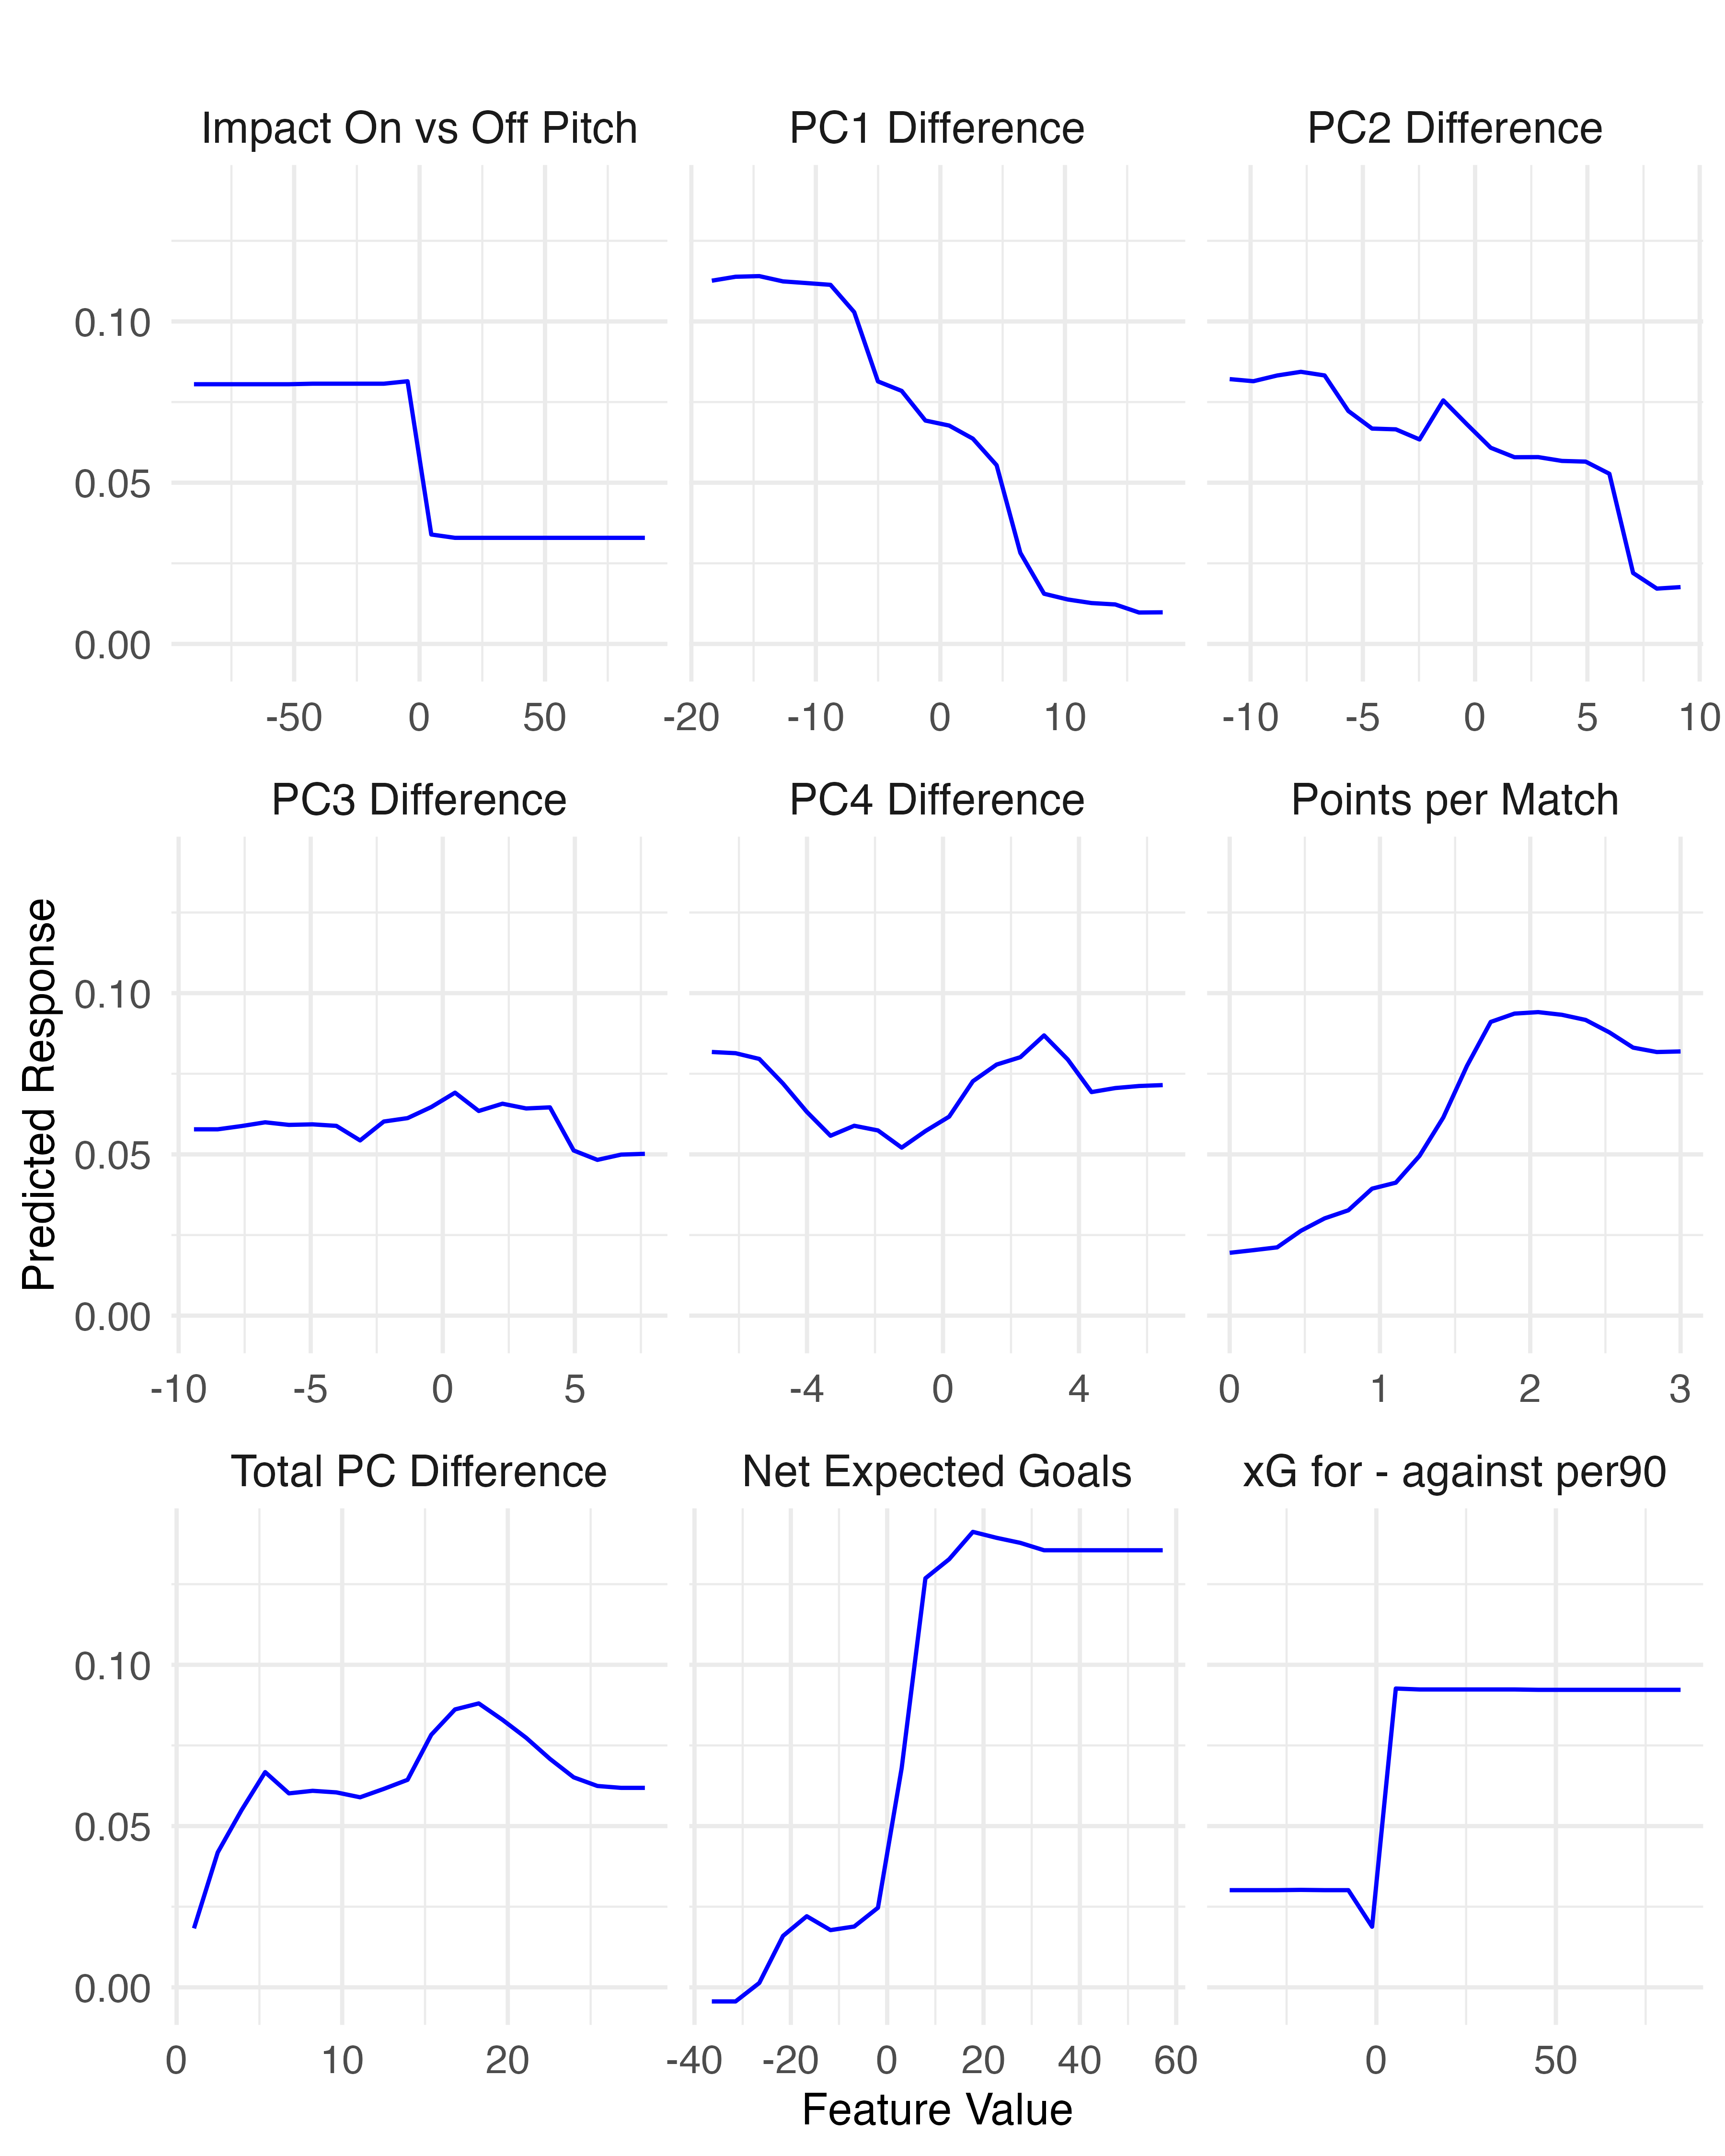 Impact On vs Off Pitch PC1 Difference PC2 Difference
0.10
0.05
0.00
-50 0 50 -20 -10 0 10 -10 -5 0 5 10
PC3 Difference PC4 Difference Points per Match
Predicted Response
0.10
0.05
0.00
-10 -5 0 5 -4 0 4 0 1 2 3
Total PC Difference Net Expected Goals xG for - against per90
0.10
0.05
0.00
0 10 20 -40 -20 0 20 40 60 0 50
Feature Value